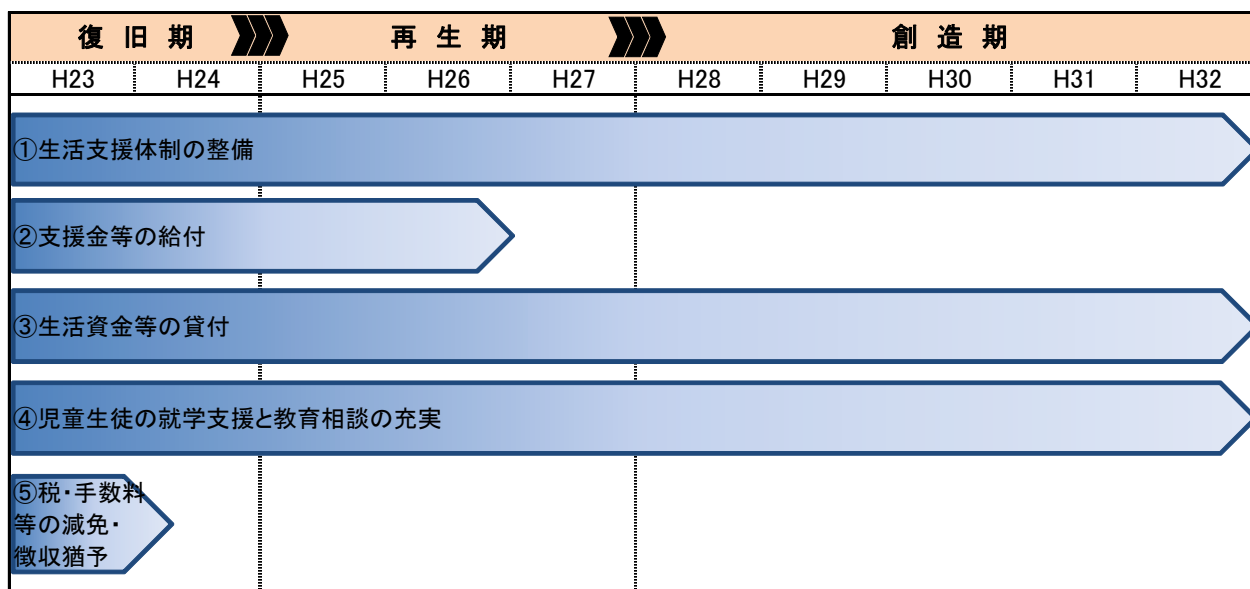 復旧期 再生期 創造期
H23 H24 H25 H26 H27 H28 H29 H30 H31 H32
①生活支援体制の整備
②支援金等の給付
③生活資金等の貸付
④児童生徒の就学支援と教育相談の充実
⑤税・手数料
等の減免・
徴収猶予